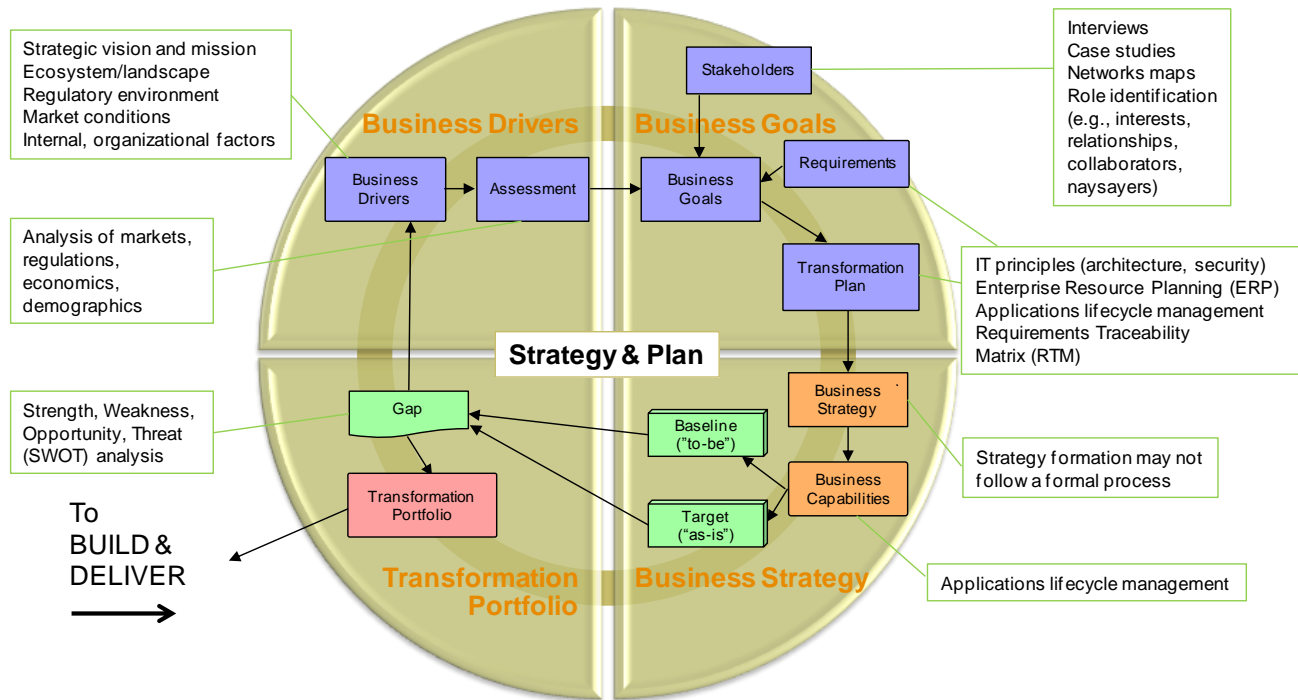 Strategic vision and mission
Ecosystem/landscape
Regulatory environment
Market conditions
Internal, organizational factors
Interviews
Case studies
Networks maps
Role identification
(e.g., interests,
relationships,
collaborators,
naysayers)
Stakeholders
Business Drivers
Business Goals
Business
Drivers
Assessment
Business
Goals
Requirements
Analysis of markets,
regulations,
economics,
demographics
Transformation
Plan
IT principles (architecture, security)
Enterprise Resource Planning (ERP)
Applications lifecycle management
Requirements Traceability
Matrix (RTM)
Strategy & Plan
Strength, Weakness,
Opportunity, Threat
(SWOT) analysis
Gap
Baseline
("to-be")
Business .
Strategy
Strategy formation may not
follow a formal process
Transformation
Portfolio
Target
("as-is")
Business
Capabilities
To
BUILD &
DELIVER
Transformation
Portfolio
Business Strategy
Applications lifecycle management